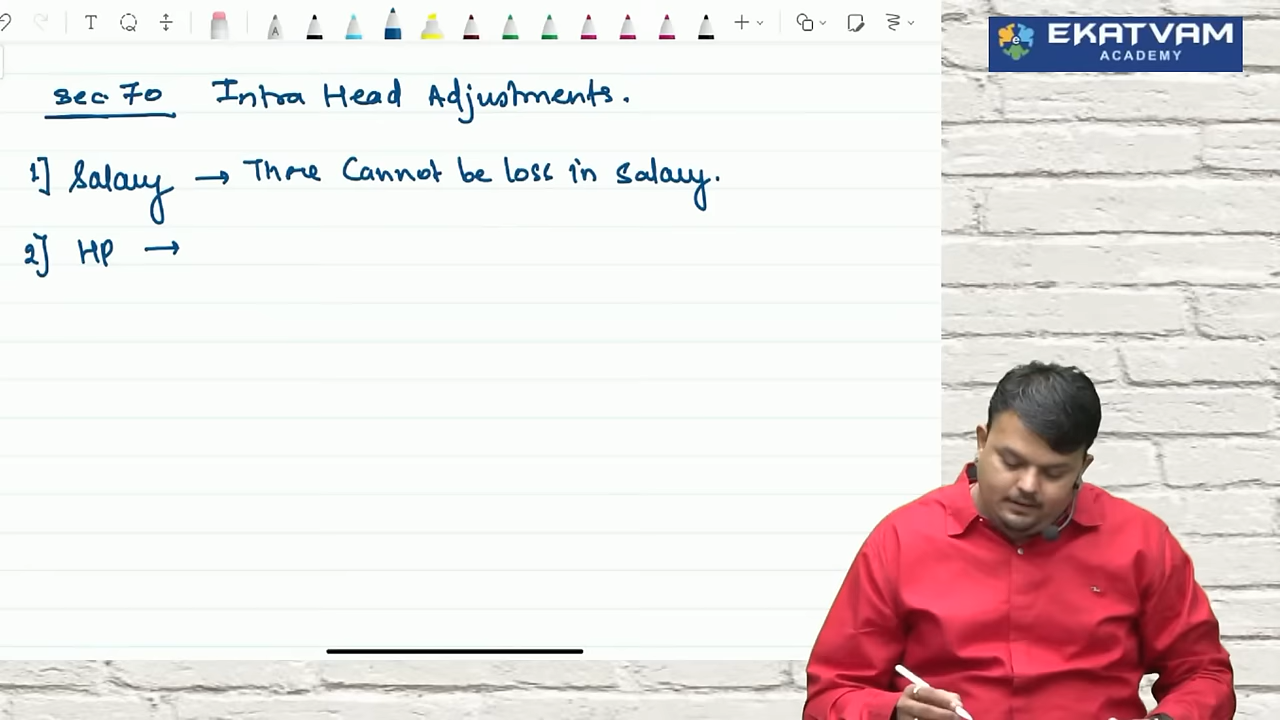 EKATVAM
ACADEMY
Sec 70 Intra Head Adjustments.
1] Salary → There Cannot be loss in Salary.
2] HP →